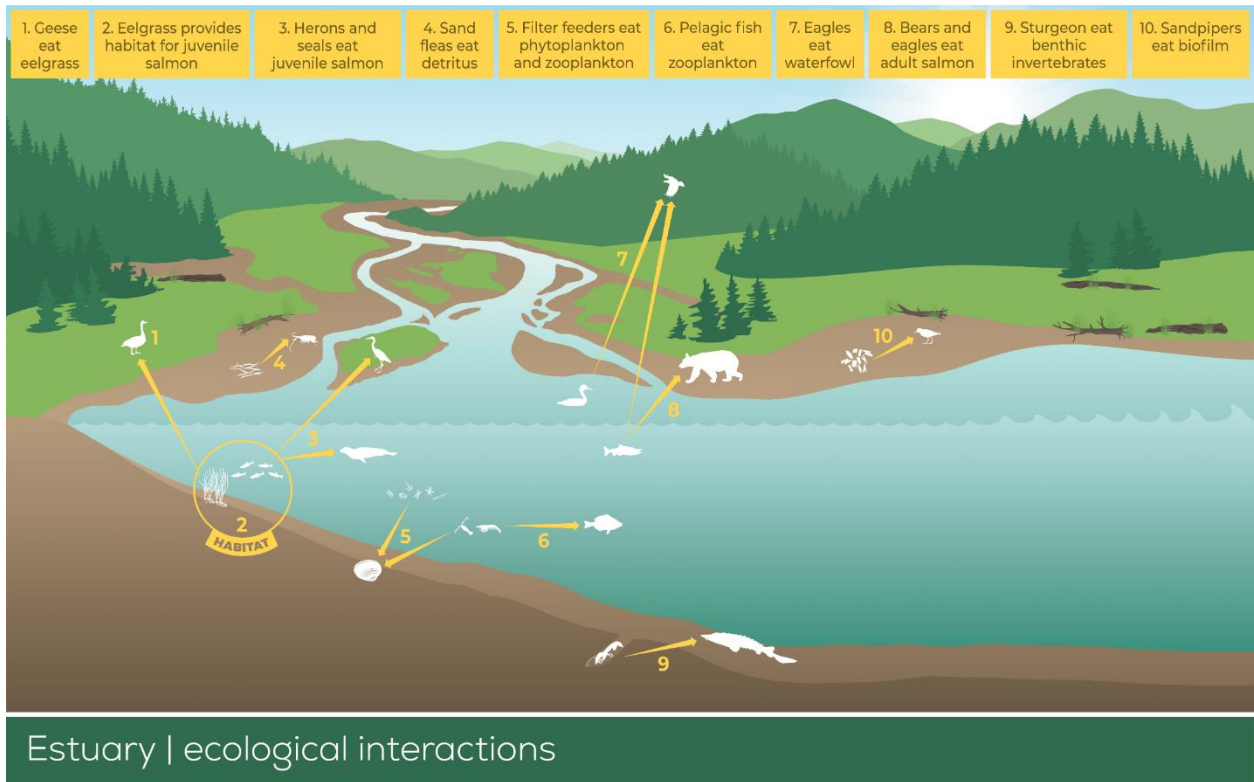 1. Geese
eat
eelgrass
2. Eelgrass provides
habitat for juvenile
salmon
3. Herons and
seals eat
juvenile salmon
4. Sand
fleas eat
detritus
5. Filter feeders eat
phytoplankton
and zooplankton
6. Pelagic fish
eat
zooplankton
7. Eagles
eat
waterfowl
8. Bears and
eagles eat
adult salmon
9. Sturgeon eat
benthic
invertebrates
10. Sandpipers
eat biofilm
7
1
10
4
8
3
2
HABITAT
5
6
9
Estuary | ecological interactions